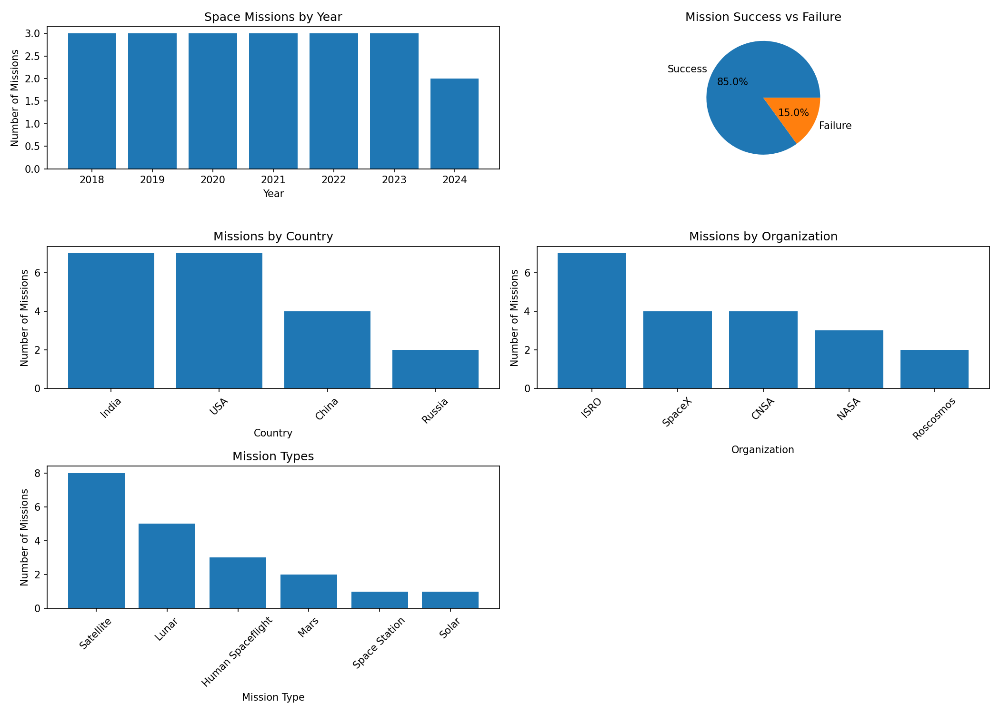 Space Missions by Year
Number of Missions
3.0
2.5
2.0
1.5
1.0
0.5
0.0
2018 2019 2020 2021 2022 2023 2024
Year
Mission Success vs Failure
Success
85.0%
15.0%
Failure
Missions by Country
Number of Missions
6
4
2
0
India USA China Russia
Country
Missions by Organization
Number of Missions
6
4
2
0
ISRO SpaceX CNSA NASA Roscosmos
Organization
Mission Types
Number of Missions
8
6
4
2
0
Satellite Lunar Human Spaceflight Mars Space Station Solar
Mission Type